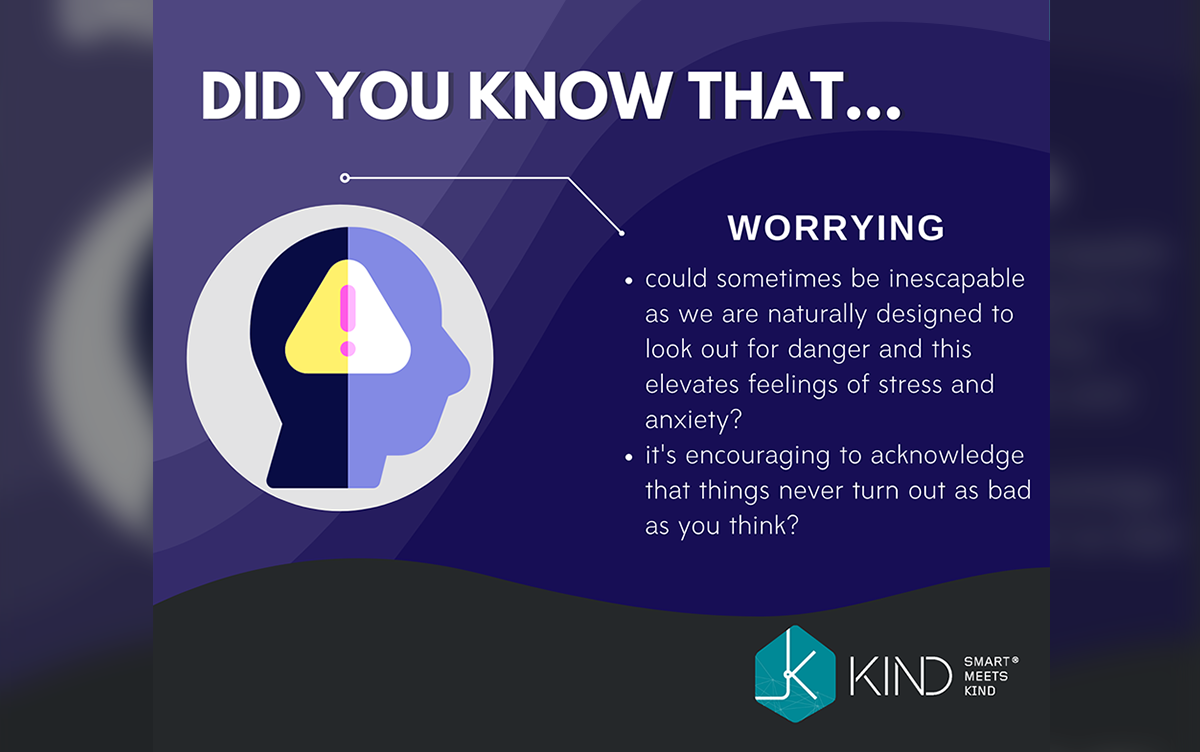 DID YOU KNOW THAT...
WORRYING
• could sometimes be inescapable
as we are naturally designed to
look out for danger and this
elevates feelings of stress and
anxiety?
• it's encouraging to acknowledge
that things never turn out as bad
as you think?
KIND
SMART®
MEETS
KIND